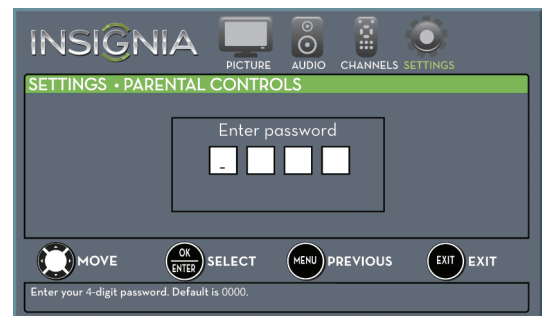 INSIGNIA
PICTURE AUDIO CHANNELS SETTINGS
SETTINGS • PARENTAL CONTROLS
Enter password
_
MOVE OK ENTER SELECT MENU PREVIOUS EXIT EXIT
Enter your 4-digit password. Default is 0000.